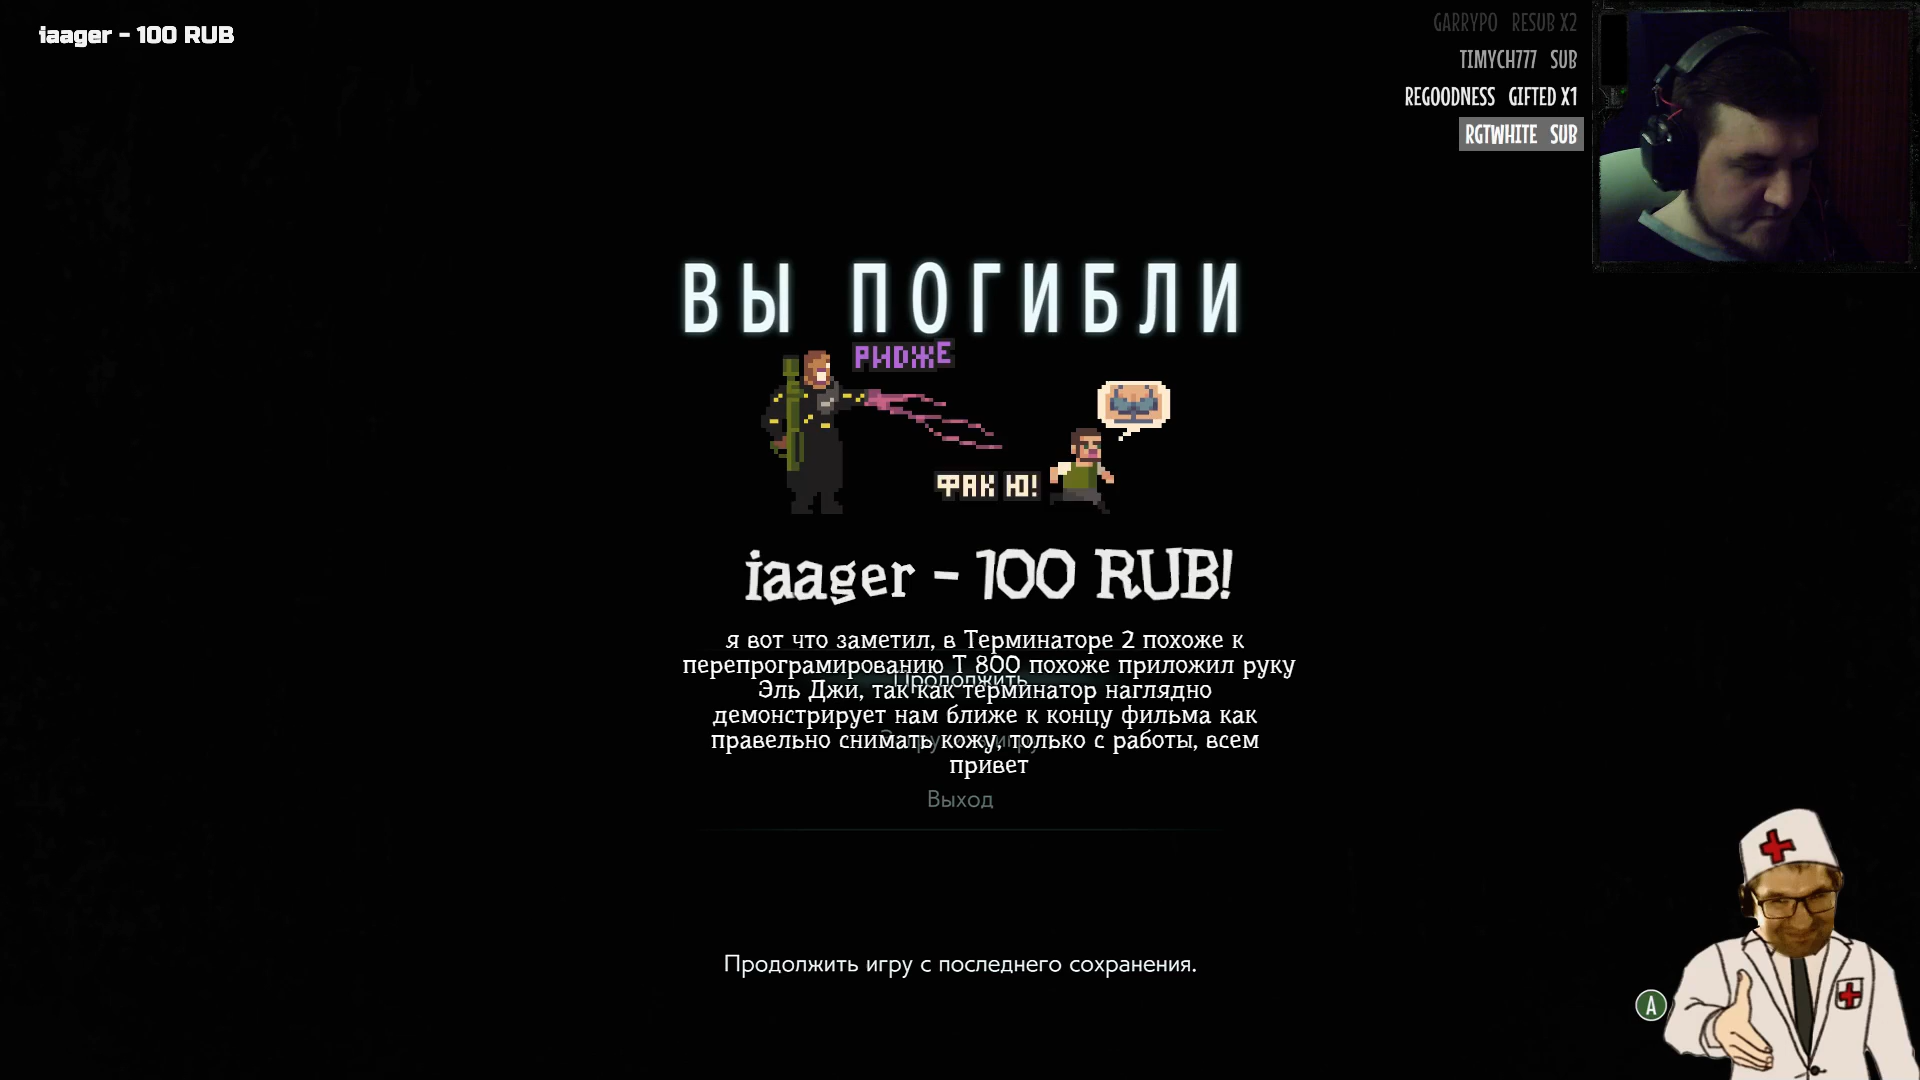 iaager - 100 RUB
GARRYPO RESUB X2
TIMYCH777 SUB
REGOODNESS GIFTED X1
RGTWHITE SUB
ВЫ ПОГИБЛИ
РИДЖЕ
ФАК Ю!
iaager - 100 RUB!
я вот что заметил, в Терминаторе 2 похоже к
перепрограмированию Т 800 похоже приложил руку
Продолжить
Эль Джи, так как терминатор наглядно
демонстрирует нам ближе к концу фильма как
правельно снимать кожу, только с работы, всем
привет
Выход
Продолжить игру с последнего сохранения.
A